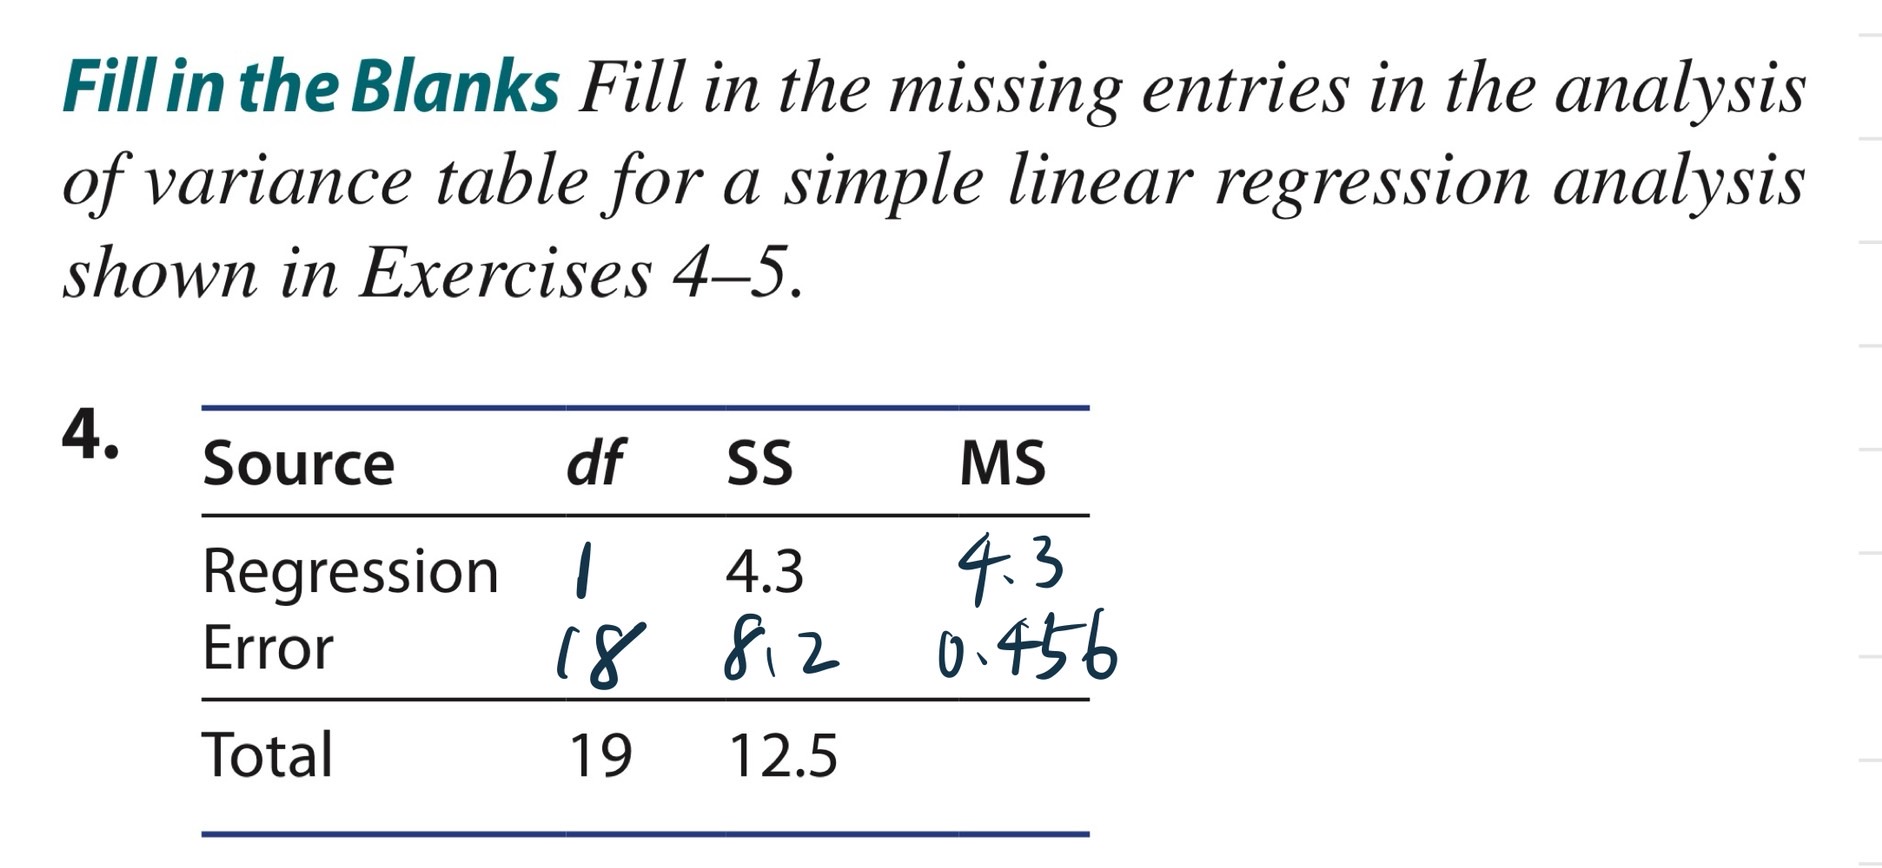 Fill in the Blanks Fill in the missing entries in the analysis
of variance table for a simple linear regression analysis
shown in Exercises 4–5.
4.
Source df SS MS
Regression 1 4.3 4.3
Error 18 8.2 0.456
Total 19 12.5